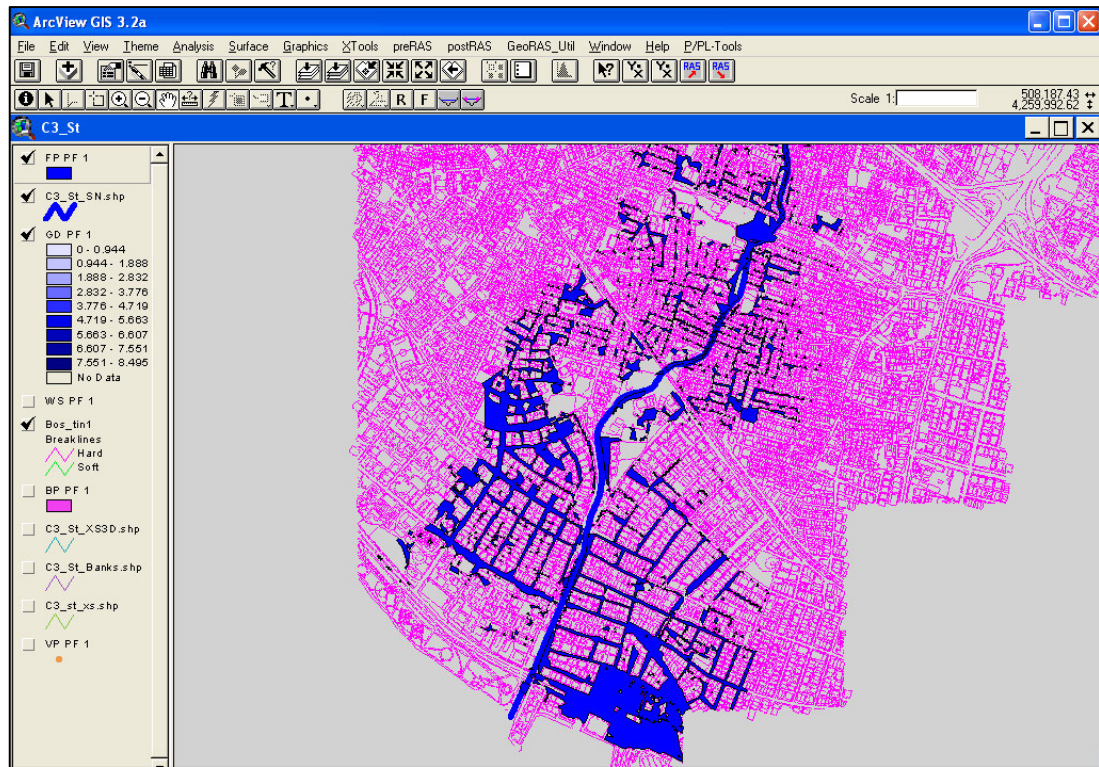 ArcView GIS 3.2a
File Edit View Theme Analysis Surface Graphics XTools preRAS postRAS GeoRAS_Util Window Help P/PL-Tools
RAS RAS
T R F Scale 1: 508,187.43
4,259,992.62
C3_St
FP PF 1
C3_St_SN.shp
GD PF 1
0 - 0.944
0.944 - 1.888
1.888 - 2.832
2.832 - 3.776
3.776 - 4.719
4.719 - 5.663
5.663 - 6.607
6.607 - 7.551
7.551 - 8.495
No Data
WS PF 1
Bos_tin1
Breaklines
Hard
Soft
BP PF 1
C3_St_XS3D.shp
C3_St_Banks.shp
C3_st_xs.shp
VP PF 1